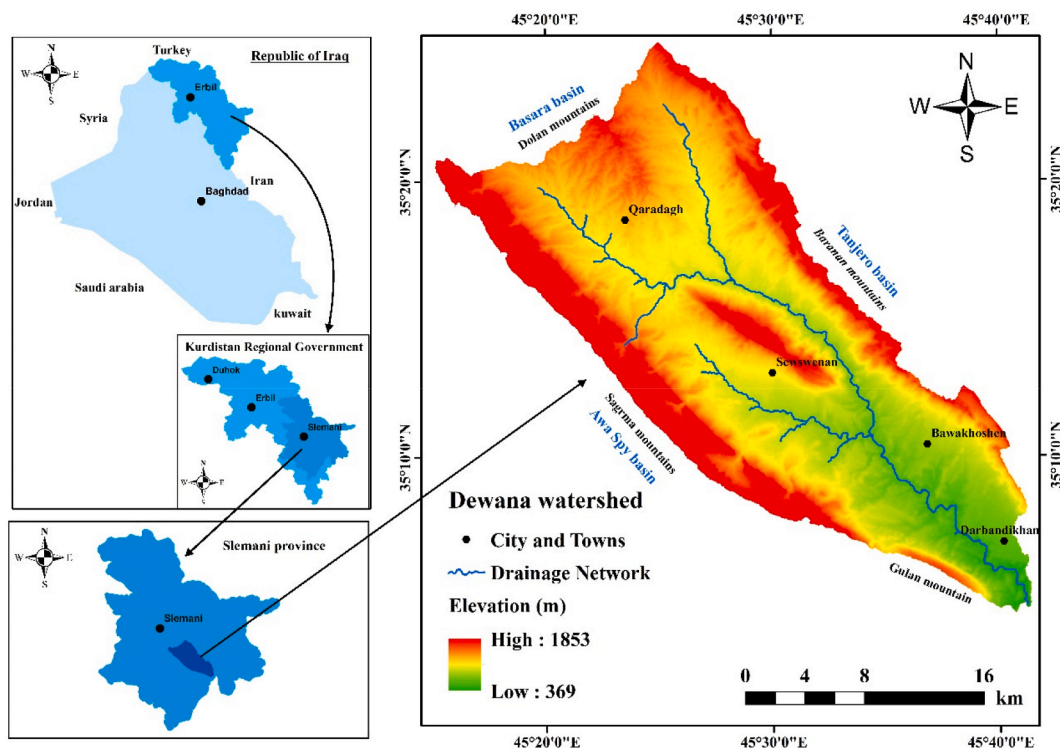 N
W E
S
Turkey
Republic of Iraq
Erbil
Syria
Iran
Baghdad
Jordan
Saudi arabia
kuwait
Kurdistan Regional Government
Duhok
Erbil
Slemani
N
W E
S
Slemani province
N
W E
S
Slemani
45°20'0"E 45°30'0"E 45°40'0"E
35°20'0"N
35°10'0"N
N
W E
S
Basara basin
Dolan mountains
Qaradagh
Tanjero basin
Baranan mountains
Sewswenan
Sagrma mountains
Awa Spy basin
Bawakhoshen
Darbandikhan
Gulan mountain
Dewana watershed
City and Towns
Drainage Network
Elevation (m)
High : 1853
Low : 369
0 4 8 16
km
35°20'0"N
35°10'0"N
45°20'0"E 45°30'0"E 45°40'0"E